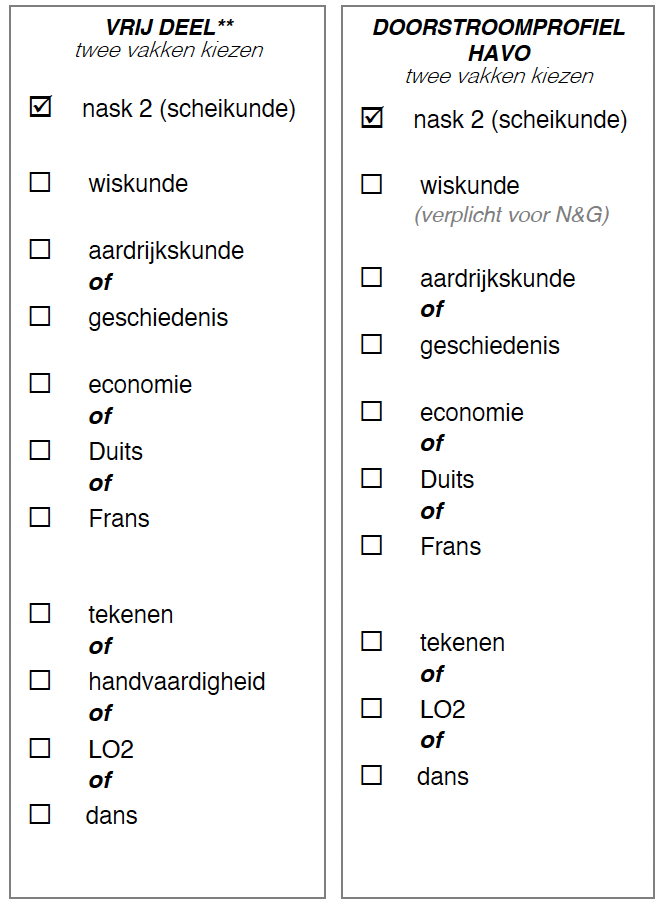 VRIJ DEEL**
twee vakken kiezen
nask 2 (scheikunde)
wiskunde
aardrijkskunde
of
geschiedenis
economie
of
Duits
of
Frans
tekenen
of
handvaardigheid
of
LO2
of
dans
DOORSTROOMPROFIEL
HAVO
twee vakken kiezen
nask 2 (scheikunde)
wiskunde
(verplicht voor N&G)
aardrijkskunde
of
geschiedenis
economie
of
Duits
of
Frans
tekenen
of
LO2
of
dans